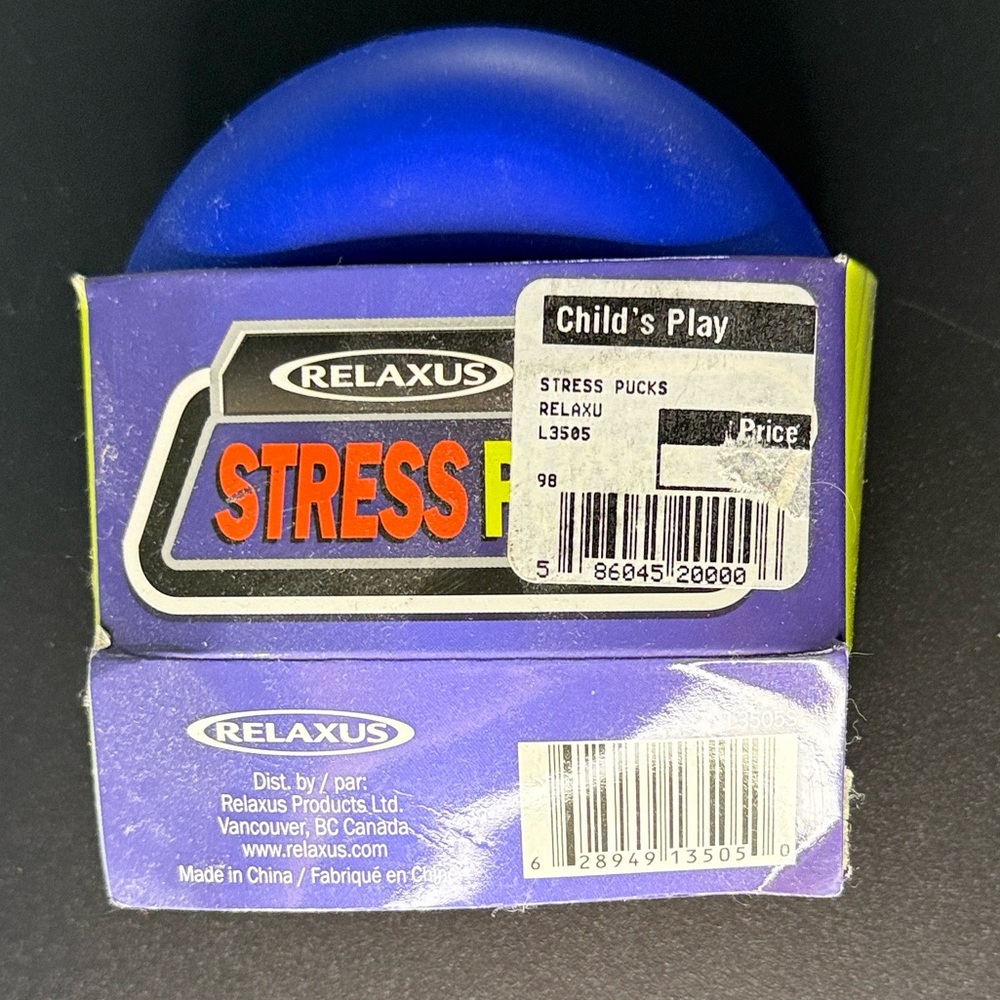 RELAXUS
STRESS P
Child's Play
STRESS PUCKS
RELAXU
L3505
Price
98
5 86045 20000
RELAXUS
Dist. by / par:
Relaxus Products Ltd.
Vancouver, BC Canada
www.relaxus.com
Made in China / Fabriqué en Chine
6 28949 13505 0